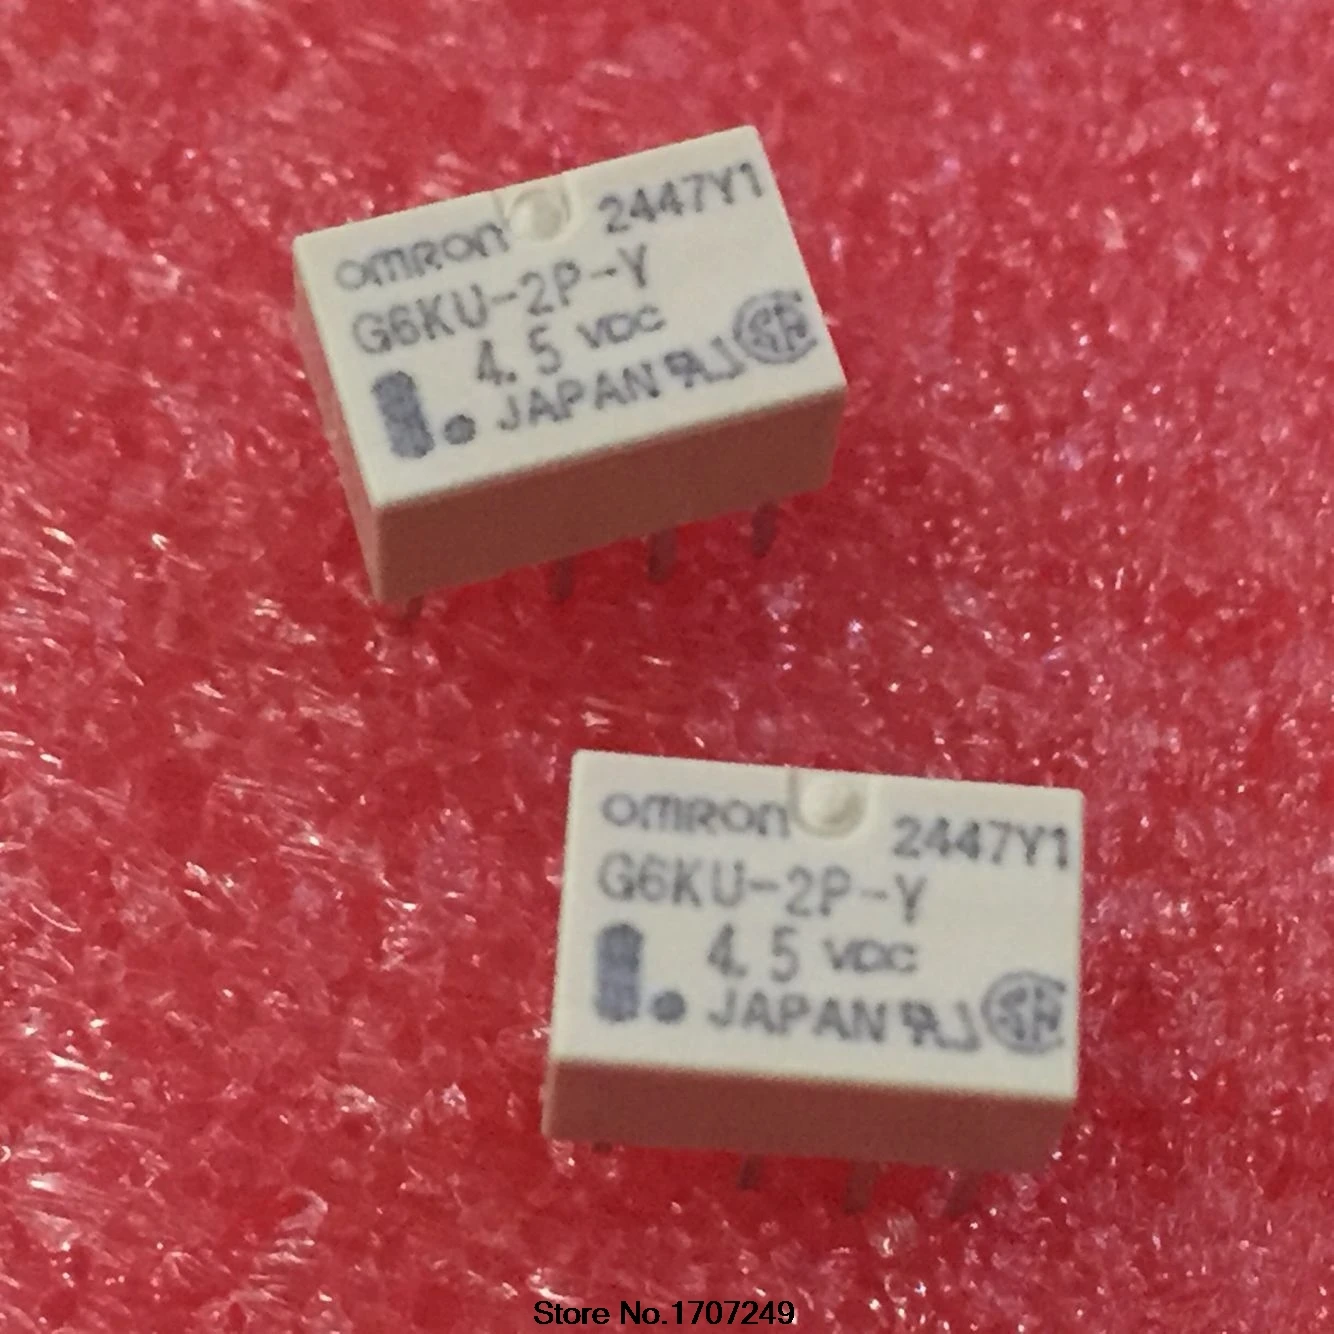 omron 2447Y1
G6KU-2P-Y
4.5 VDC
JAPAN
omron 2447Y1
G6KU-2P-Y
4.5 VDC
JAPAN
Store No.1707249